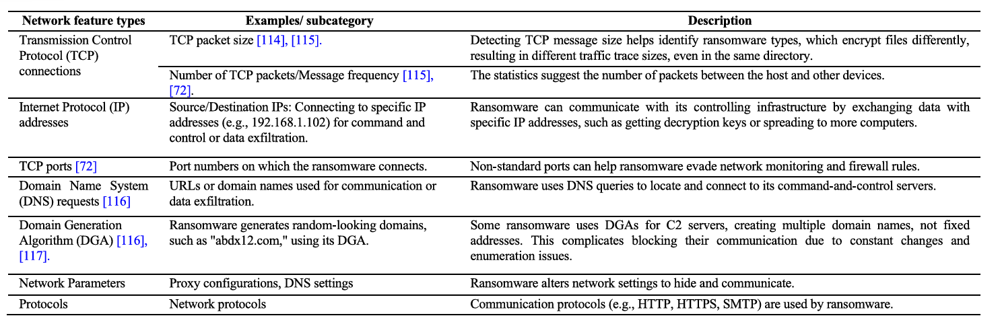 Network feature types Examples/ subcategory Description
Transmission Control TCP packet size [114], [115]. Detecting TCP message size helps identify ransomware types, which encrypt files differently,
Protocol (TCP) resulting in different traffic trace sizes, even in the same directory.
connections Number of TCP packets/Message frequency [115], The statistics suggest the number of packets between the host and other devices.
[72].
Internet Protocol (IP) Source/Destination IPs: Connecting to specific IP Ransomware can communicate with its controlling infrastructure by exchanging data with
addresses addresses (e.g., 192.168.1.102) for command and specific IP addresses, such as getting decryption keys or spreading to more computers.
control or data exfiltration.
TCP ports [72] Port numbers on which the ransomware connects. Non-standard ports can help ransomware evade network monitoring and firewall rules.
Domain Name System URLs or domain names used for communication or Ransomware uses DNS queries to locate and connect to its command-and-control servers.
(DNS) requests [116] data exfiltration.
Domain Generation Ransomware generates random-looking domains, Some ransomware uses DGAs for C2 servers, creating multiple domain names, not fixed
Algorithm (DGA) [116], such as "abdx12.com," using its DGA. addresses. This complicates blocking their communication due to constant changes and
[117]. enumeration issues.
Network Parameters Proxy configurations, DNS settings Ransomware alters network settings to hide and communicate.
Protocols Network protocols Communication protocols (e.g., HTTP, HTTPS, SMTP) are used by ransomware.